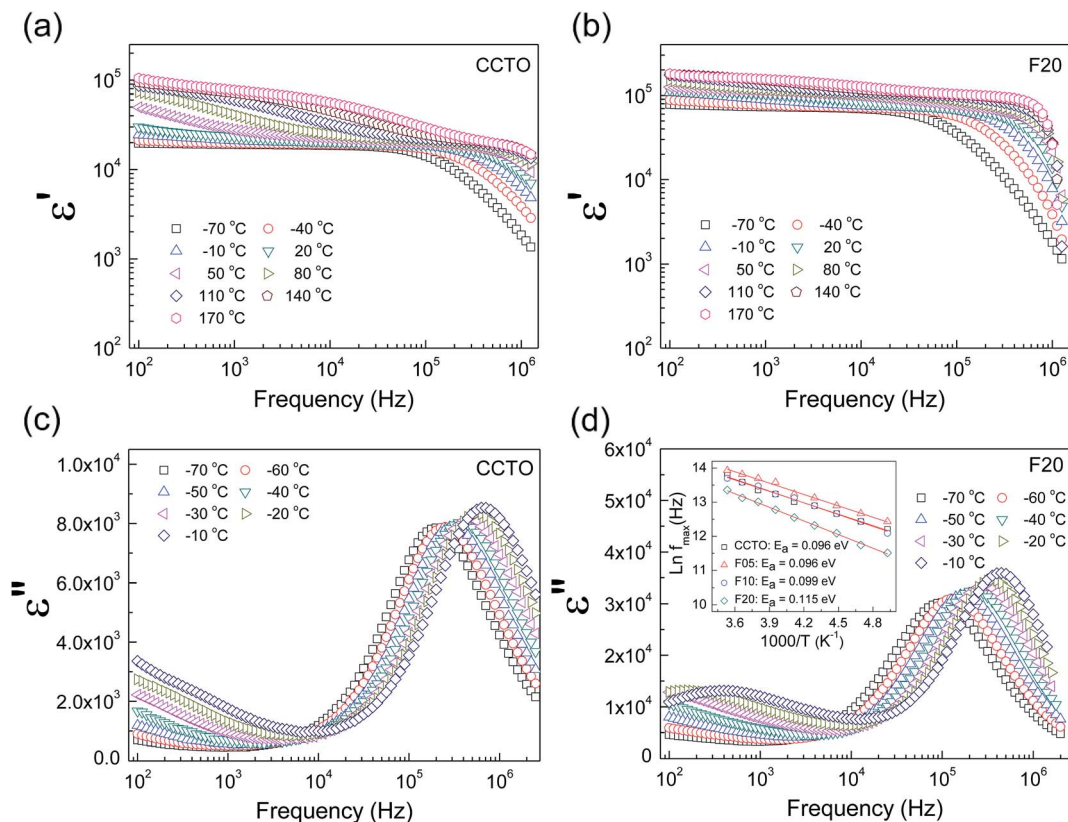 (a)
CCTO
10^5
10^4
10^3
10^2
ε'
-70 °C -40 °C
-10 °C 20 °C
50 °C 80 °C
110 °C 140 °C
170 °C
10^2 10^3 10^4 10^5 10^6
Frequency (Hz)
(b)
F20
10^5
10^4
10^3
10^2
ε'
-70 °C -40 °C
-10 °C 20 °C
50 °C 80 °C
110 °C 140 °C
170 °C
10^2 10^3 10^4 10^5 10^6
Frequency (Hz)
(c)
CCTO
1.0x10^4
8.0x10^3
6.0x10^3
4.0x10^3
2.0x10^3
0.0
ε"
-70 °C -60 °C
-50 °C -40 °C
-30 °C -20 °C
-10 °C
10^2 10^3 10^4 10^5 10^6
Frequency (Hz)
(d)
F20
6x10^4
5x10^4
4x10^4
3x10^4
2x10^4
1x10^4
0
ε"
14
13
12
11
10
Ln f_max (Hz)
CCTO: E_a = 0.096 eV
F05: E_a = 0.096 eV
F10: E_a = 0.099 eV
F20: E_a = 0.115 eV
3.6 3.9 4.2 4.5 4.8
1000/T (K^-1)
-70 °C -60 °C
-50 °C -40 °C
-30 °C -20 °C
-10 °C
10^2 10^3 10^4 10^5 10^6
Frequency (Hz)